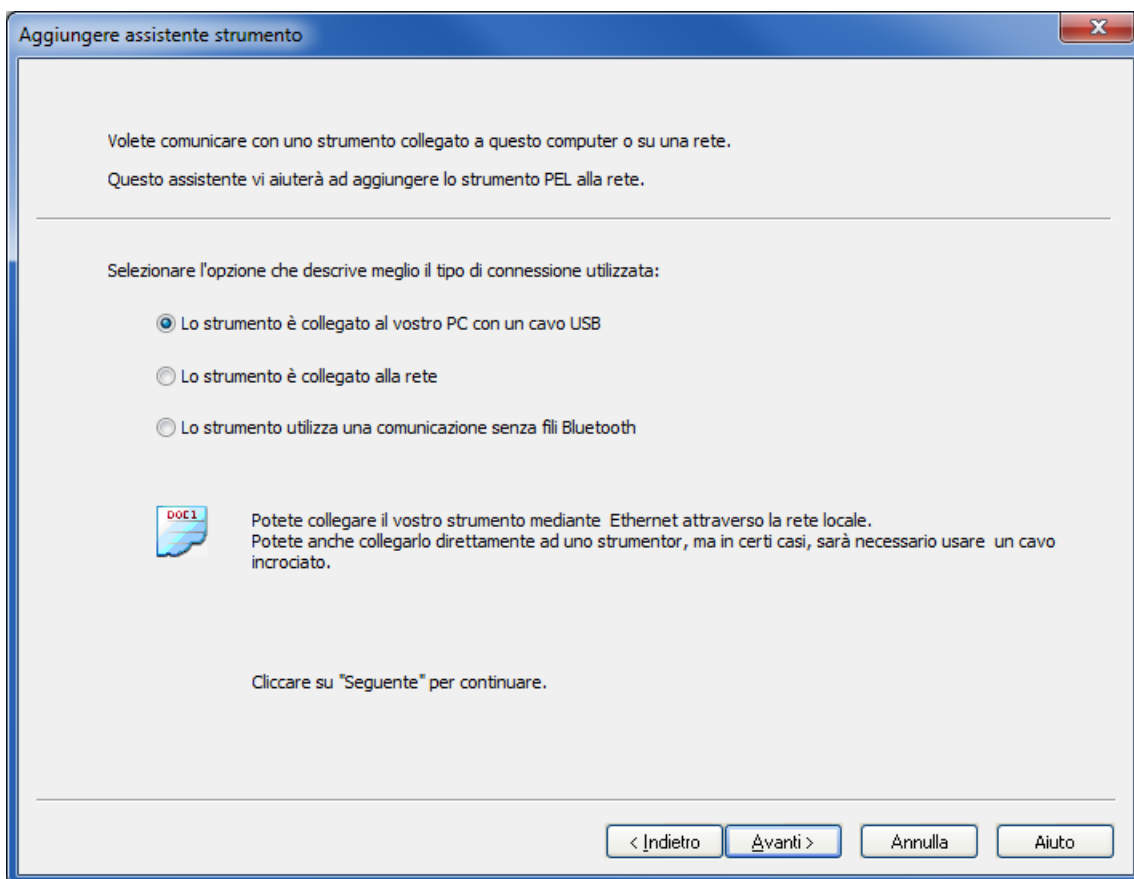 Aggiungere assistente strumento
X
Volete comunicare con uno strumento collegato a questo computer o su una rete.
Questo assistente vi aiuterà ad aggiungere lo strumento PEL alla rete.
Selezionare l'opzione che descrive meglio il tipo di connessione utilizzata:
Lo strumento è collegato al vostro PC con un cavo USB
Lo strumento è collegato alla rete
Lo strumento utilizza una comunicazione senza fili Bluetooth
DOE1
Potete collegare il vostro strumento mediante Ethernet attraverso la rete locale.
Potete anche collegarlo direttamente ad uno strumentor, ma in certi casi, sarà necessario usare un cavo
incrociato.
Cliccare su "Seguente" per continuare.
< Indietro Avanti > Annulla Aiuto